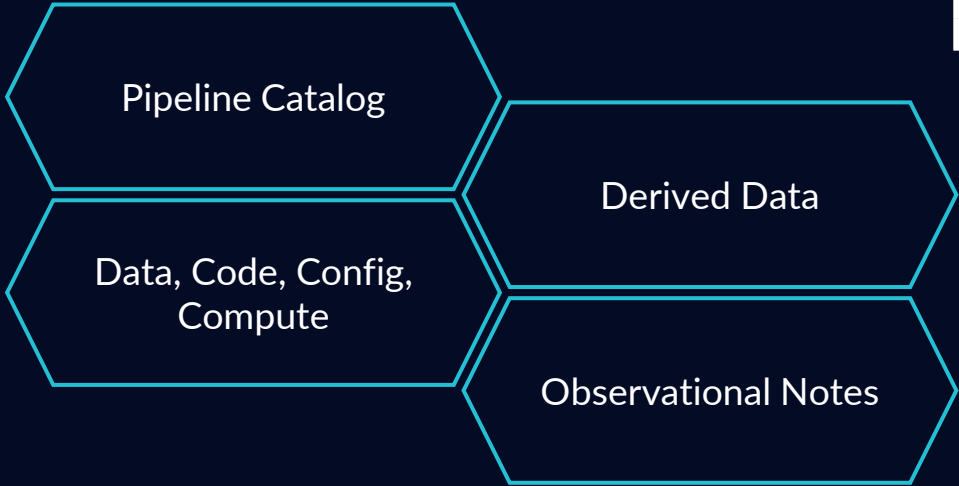 Pipeline Catalog
Derived Data
Data, Code, Config,
Compute
Observational Notes